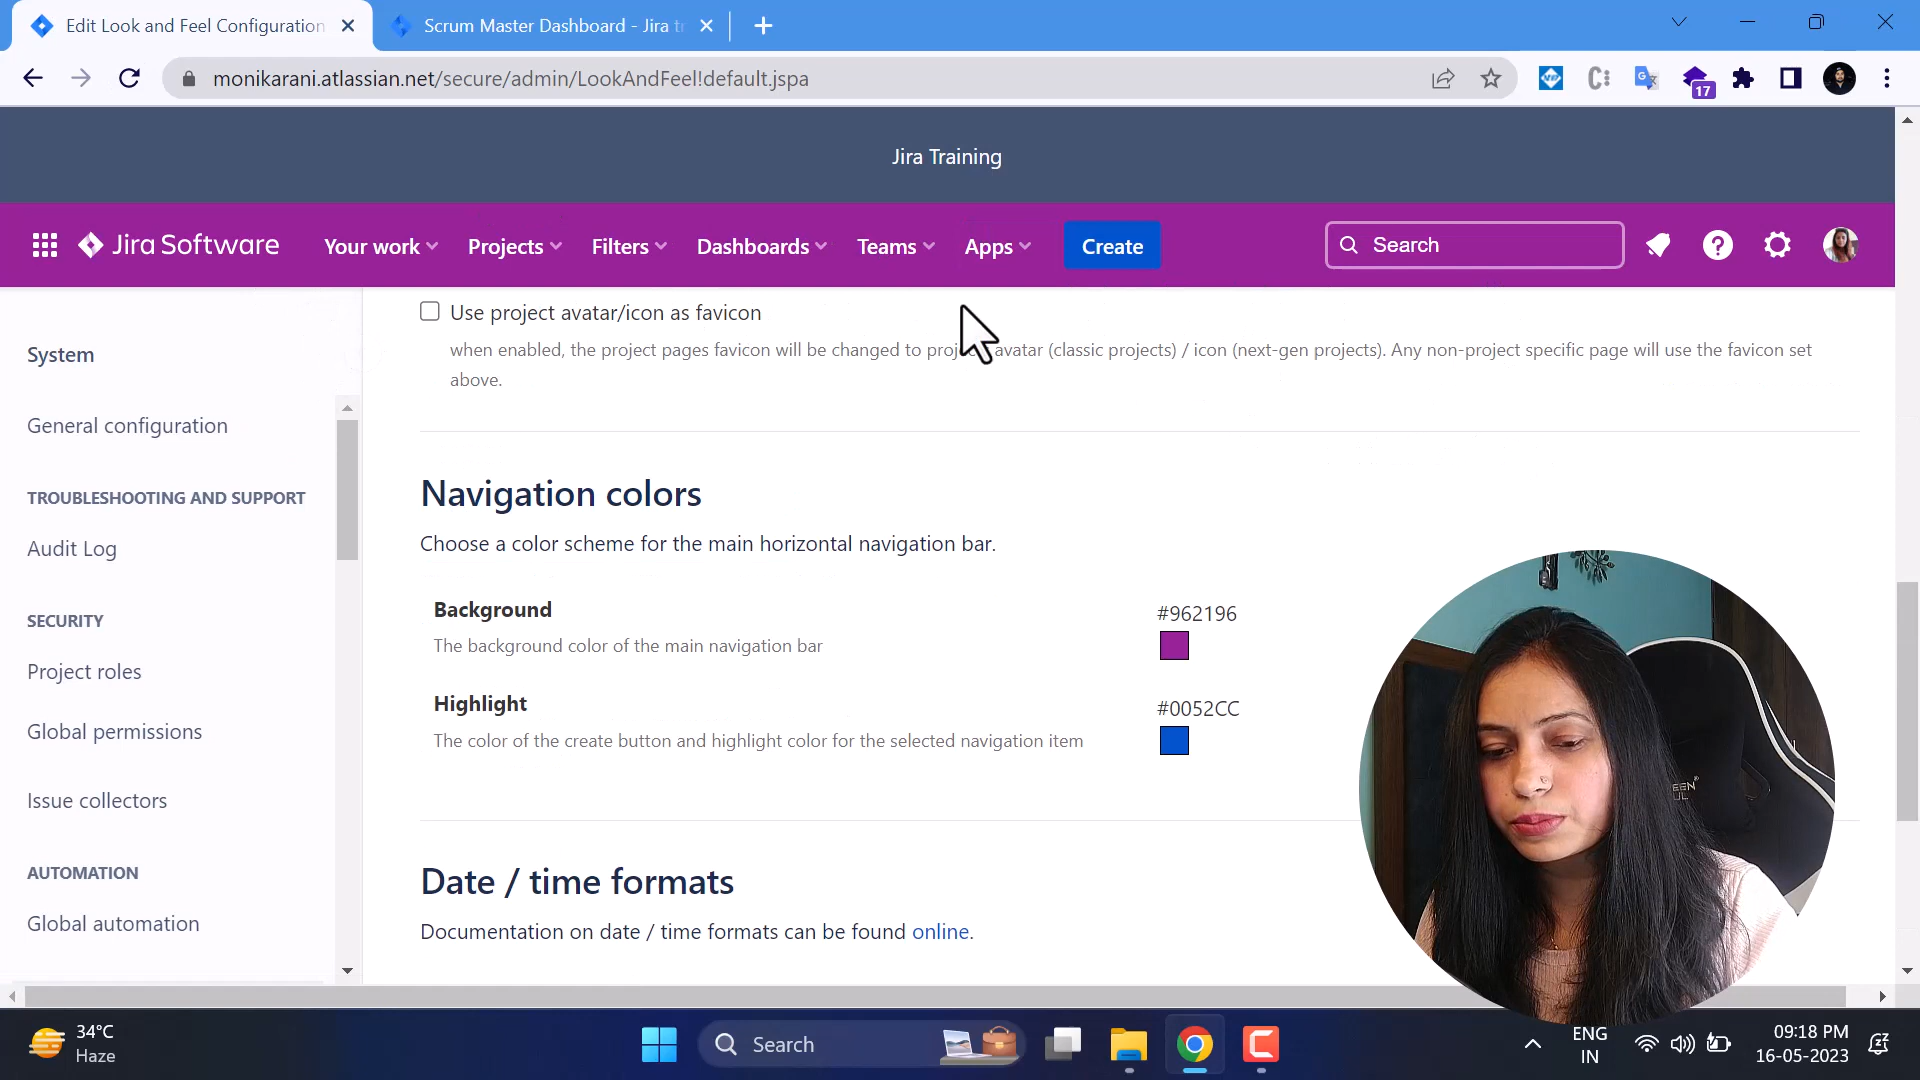 Edit Look and Feel Configuration
Scrum Master Dashboard - Jira tr
monikarani.atlassian.net/secure/admin/LookAndFeel!default.jspa
17
Jira Training
Jira Software
Your work
Projects
Filters
Dashboards
Teams
Apps
Create
Search
System
General configuration
TROUBLESHOOTING AND SUPPORT
Audit Log
SECURITY
Project roles
Global permissions
Issue collectors
AUTOMATION
Global automation
Use project avatar/icon as favicon
when enabled, the project pages favicon will be changed to proj avatar (classic projects) / icon (next-gen projects). Any non-project specific page will use the favicon set
above.
Navigation colors
Choose a color scheme for the main horizontal navigation bar.
Background
#962196
The background color of the main navigation bar
Highlight
#0052CC
The color of the create button and highlight color for the selected navigation item
Date / time formats
Documentation on date / time formats can be found online.
34°C
Haze
Search
ENG
IN
09:18 PM
16-05-2023